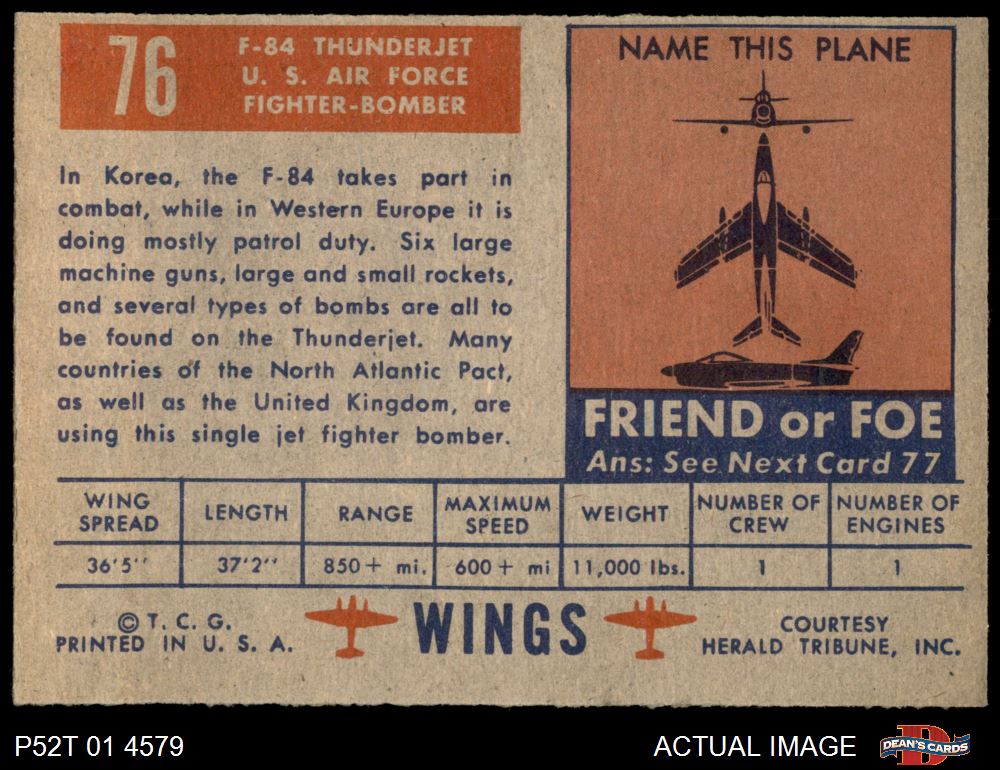 76
F-84 THUNDERJET
U. S. AIR FORCE
FIGHTER-BOMBER
In Korea, the F-84 takes part in
combat, while in Western Europe it is
doing mostly patrol duty. Six large
machine guns, large and small rockets,
and several types of bombs are all to
be found on the Thunderjet. Many
countries of the North Atlantic Pact,
as well as the United Kingdom, are
using this single jet fighter bomber.
NAME THIS PLANE
FRIEND or FOE
Ans: See Next Card 77
WING SPREAD
LENGTH
RANGE
MAXIMUM SPEED
WEIGHT
NUMBER OF CREW
NUMBER OF ENGINES
36'5''
37'2''
850+ mi.
600+ mi
11,000 lbs.
1
1
© T. C. G.
PRINTED IN U. S. A.
WINGS
COURTESY
HERALD TRIBUNE, INC.
P52T 01 4579
ACTUAL IMAGE
D
DEAN'S CARDS